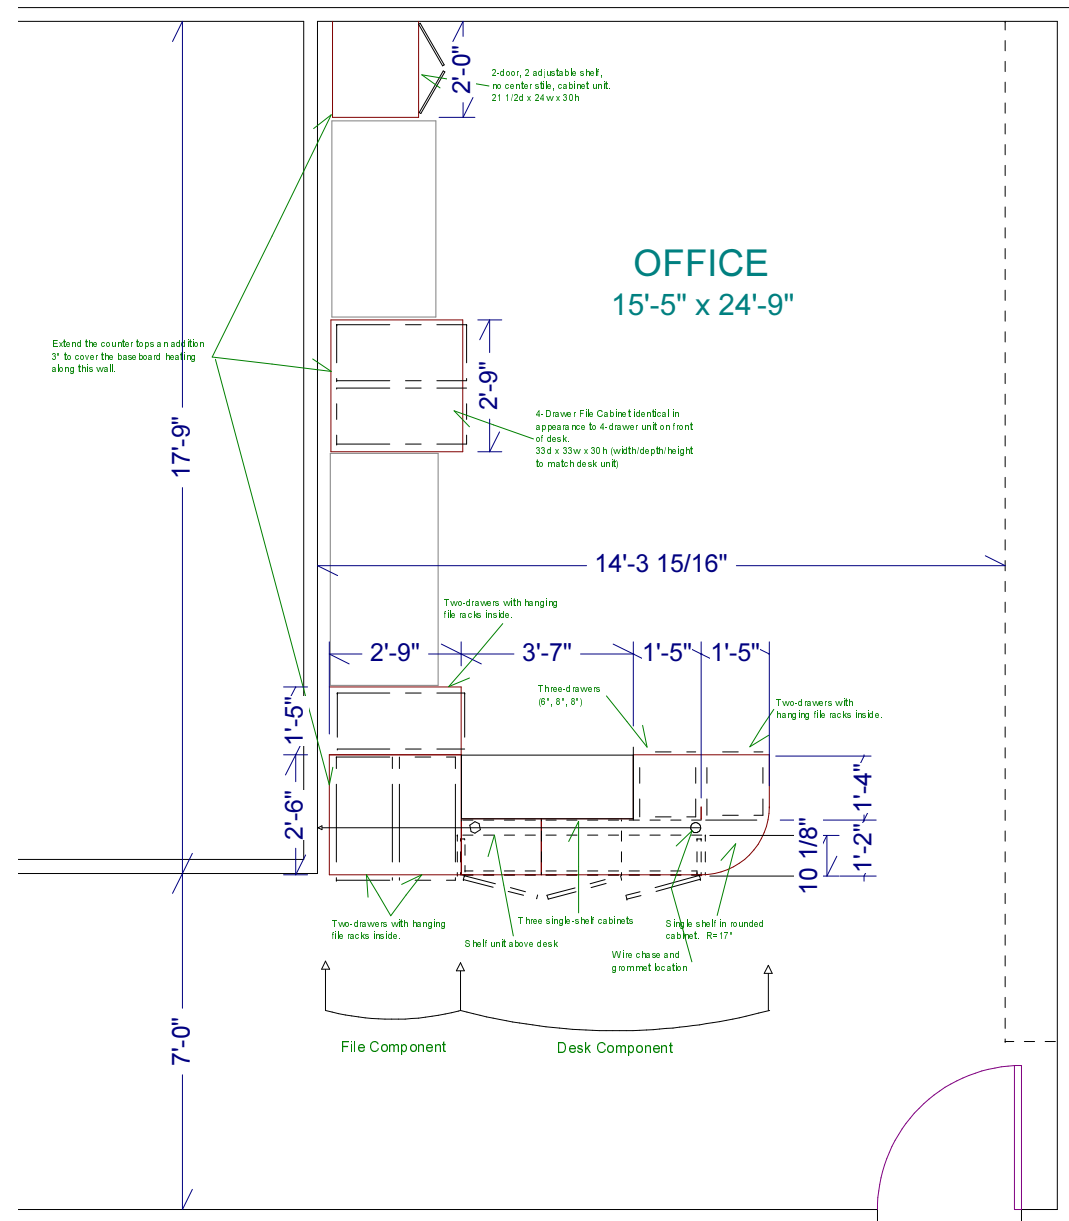 2'-0"
2-door, 2 adjustable shelf,
no center stile, cabinet unit.
21 1/2d x 24w x 30h
OFFICE
15'-5" x 24'-9"
Extend the counter tops an addition
3" to cover the baseboard heating
along this wall.
2'-9"
17'-9"
4-Drawer File Cabinet identical in
appearance to 4-drawer unit on front
of desk.
33d x 33w x 30h (width/depth/height
to match desk unit)
14'-3 15/16"
Two-drawers with hanging
file racks inside.
2'-9"
3'-7"
1'-5"
1'-5"
Three-drawers
(6", 8", 8")
Two-drawers with
hanging file racks inside.
1'-5"
2'-6"
1'-4"
1'-2"
10 1/8"
Two-drawers with hanging
file racks inside.
Three single-shelf cabinets
Shelf unit above desk
Single shelf in rounded
cabinet. R=17"
Wire chase and
grommet location
7'-0"
File Component
Desk Component